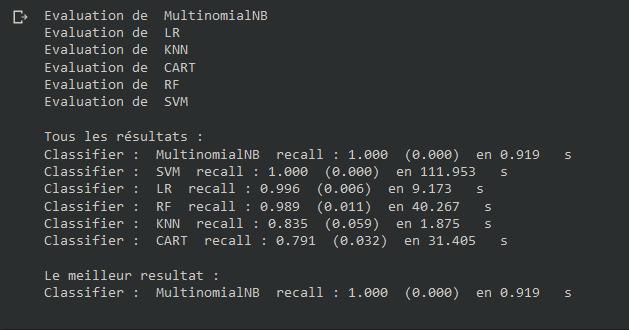 Evaluation de  MultinomialNB
Evaluation de  LR
Evaluation de  KNN
Evaluation de  CART
Evaluation de  RF
Evaluation de  SVM
Tous les résultats :
Classifier :  MultinomialNB  recall : 1.000  (0.000)  en 0.919   s
Classifier :  SVM  recall : 1.000  (0.000)  en 111.953   s
Classifier :  LR  recall : 0.996  (0.006)  en 9.173   s
Classifier :  RF  recall : 0.989  (0.011)  en 40.267   s
Classifier :  KNN  recall : 0.835  (0.059)  en 1.875   s
Classifier :  CART  recall : 0.791  (0.032)  en 31.405   s
Le meilleur resultat :
Classifier :  MultinomialNB  recall : 1.000  (0.000)  en 0.919   s